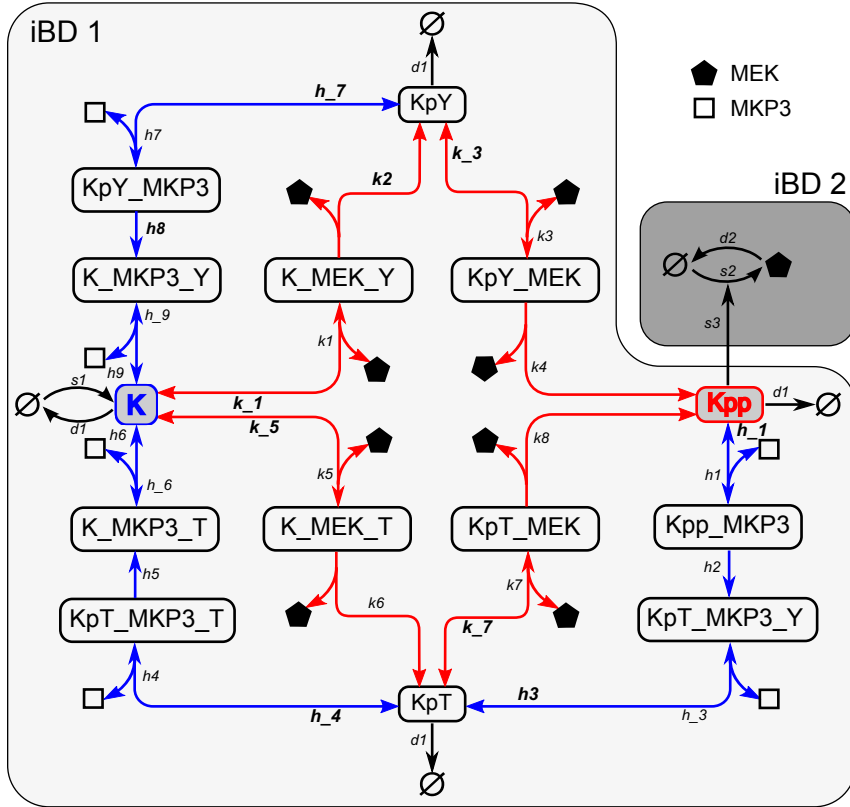 iBD 1
∅
d1
MEK
MKP3
h_7
KpY
h7
k_3
k2
KpY_MKP3
iBD 2
h8
k3
d2
∅
s2
K_MKP3_Y
K_MEK_Y
KpY_MEK
h_9
k1
s3
k4
h9
s1
∅
K
k_1
Kpp
d1
∅
d1
h6
k_5
h_1
k8
h_6
k5
h1
K_MKP3_T
K_MEK_T
KpT_MEK
Kpp_MKP3
h5
h2
k6
k7
KpT_MKP3_T
KpT_MKP3_Y
k_7
h4
h_4
KpT
h3
h_3
d1
∅